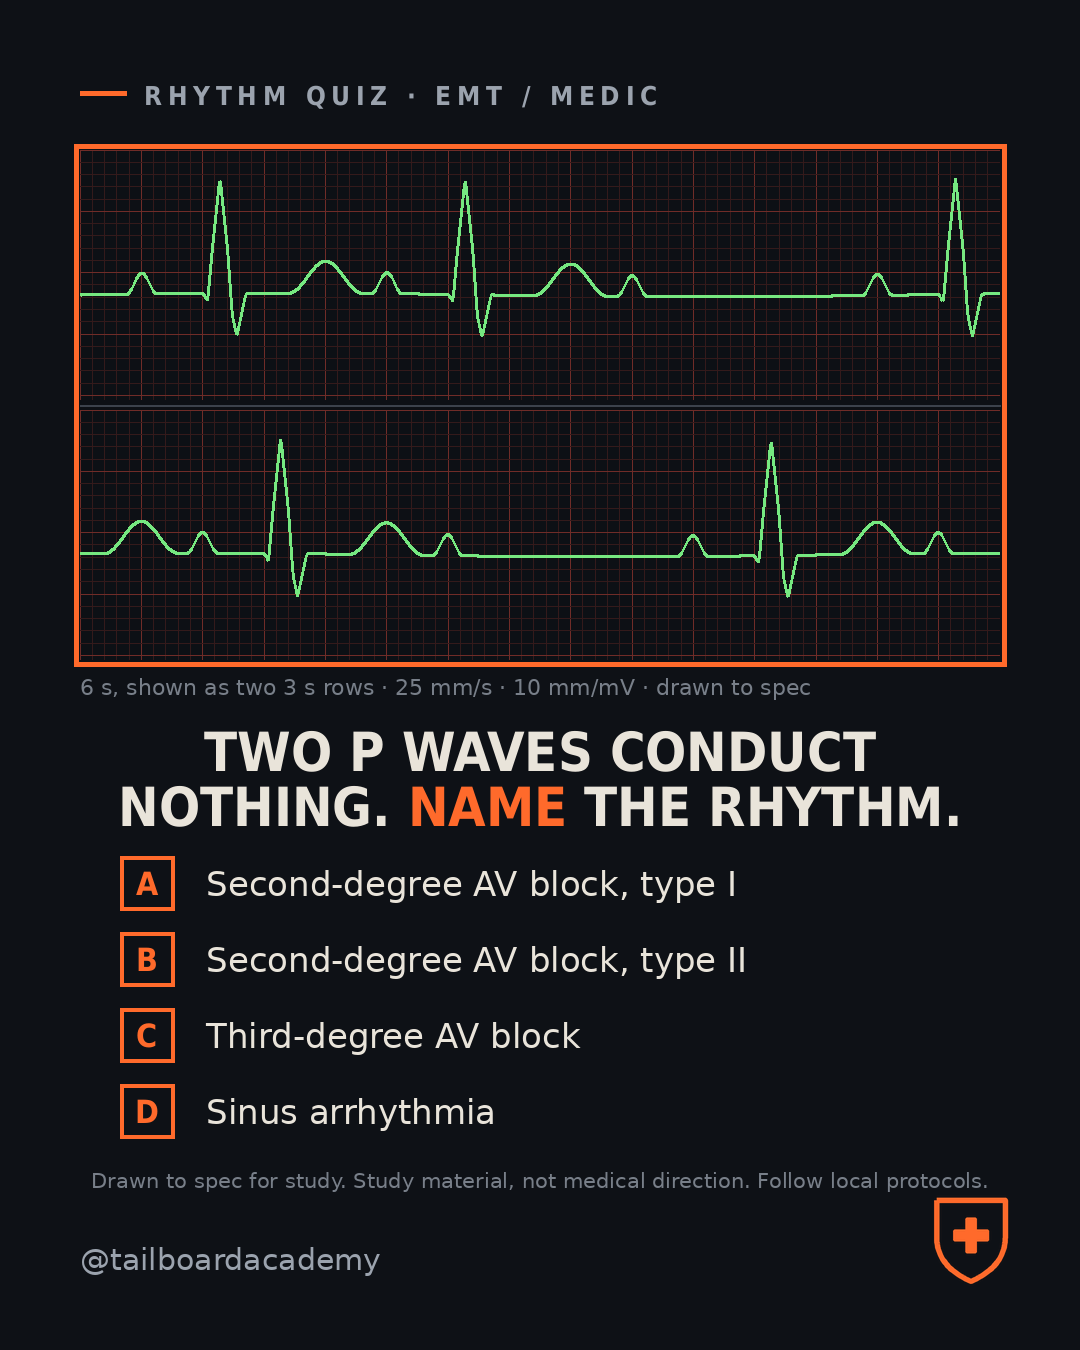 RHYTHM QUIZ · EMT / MEDIC
6 s, shown as two 3 s rows · 25 mm/s · 10 mm/mV · drawn to spec
TWO P WAVES CONDUCT
NOTHING. NAME THE RHYTHM.
A Second-degree AV block, type I
B Second-degree AV block, type II
C Third-degree AV block
D Sinus arrhythmia
Drawn to spec for study. Study material, not medical direction. Follow local protocols.
@tailboardacademy